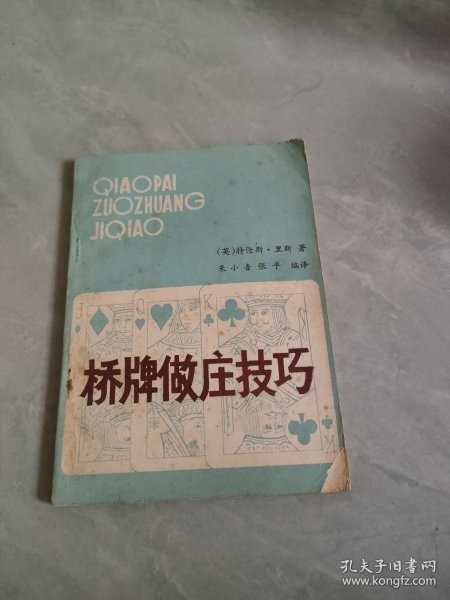 QIAOPAI
ZUOZHUANG
JIQIAO
(英)特伦斯·里斯 著
朱小音 张平 编译
J
Q
K
桥牌做庄技巧
K
孔夫子旧书网
www.kongfz.com